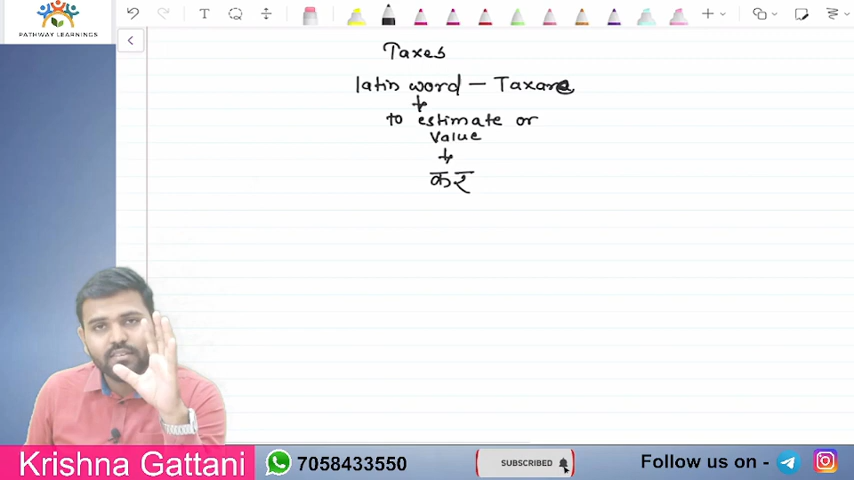 PATHWAY LEARNINGS
T
Taxes
latin word — Taxare
to estimate or
value
कर
Krishna Gattani
7058433550
SUBSCRIBED
Follow us on -